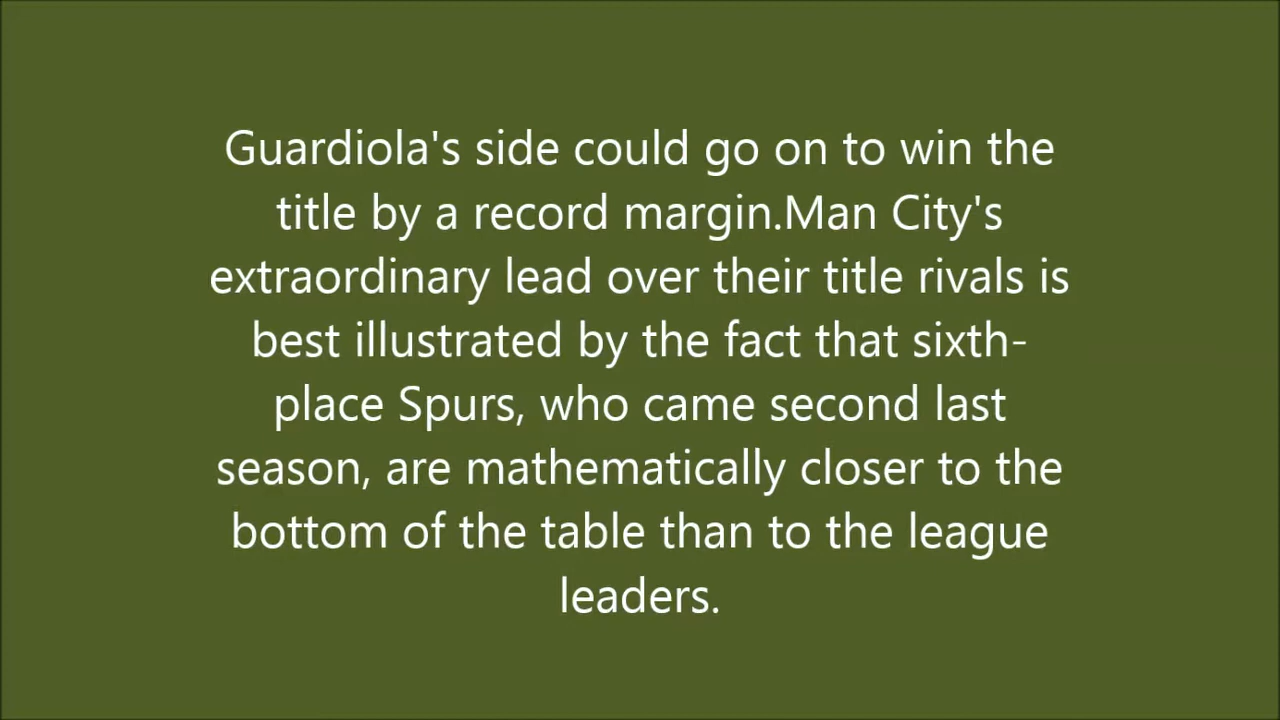 Guardiola's side could go on to win the
title by a record margin.Man City's
extraordinary lead over their title rivals is
best illustrated by the fact that sixth-
place Spurs, who came second last
season, are mathematically closer to the
bottom of the table than to the league
leaders.